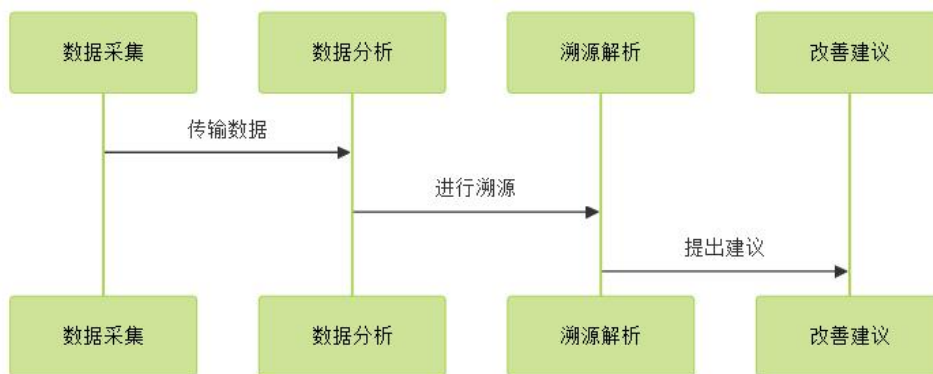 数据采集 数据分析 溯源解析 改善建议
传输数据
进行溯源
提出建议
数据采集 数据分析 溯源解析 改善建议